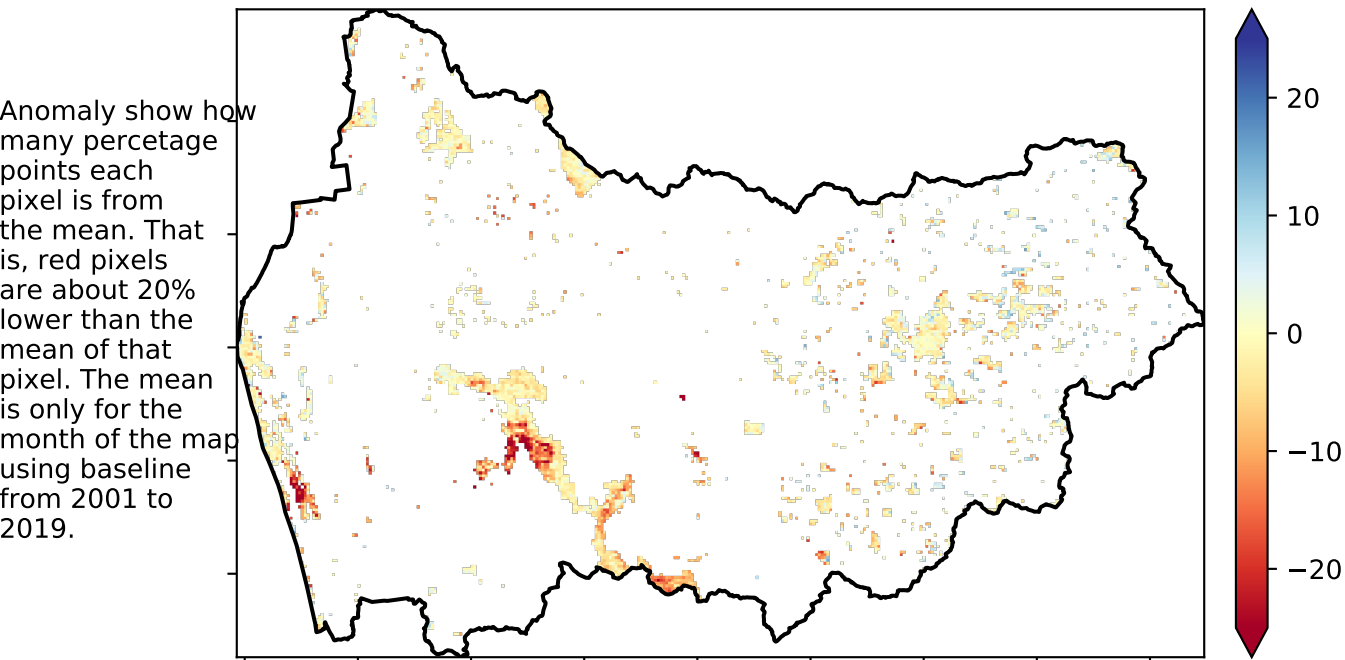 Anomaly show how
many percetage
points each
pixel is from
the mean. That
is, red pixels
are about 20%
lower than the
mean of that
pixel. The mean
is only for the
month of the map
using baseline
from 2001 to
2019.
20
10
0
−10
−20